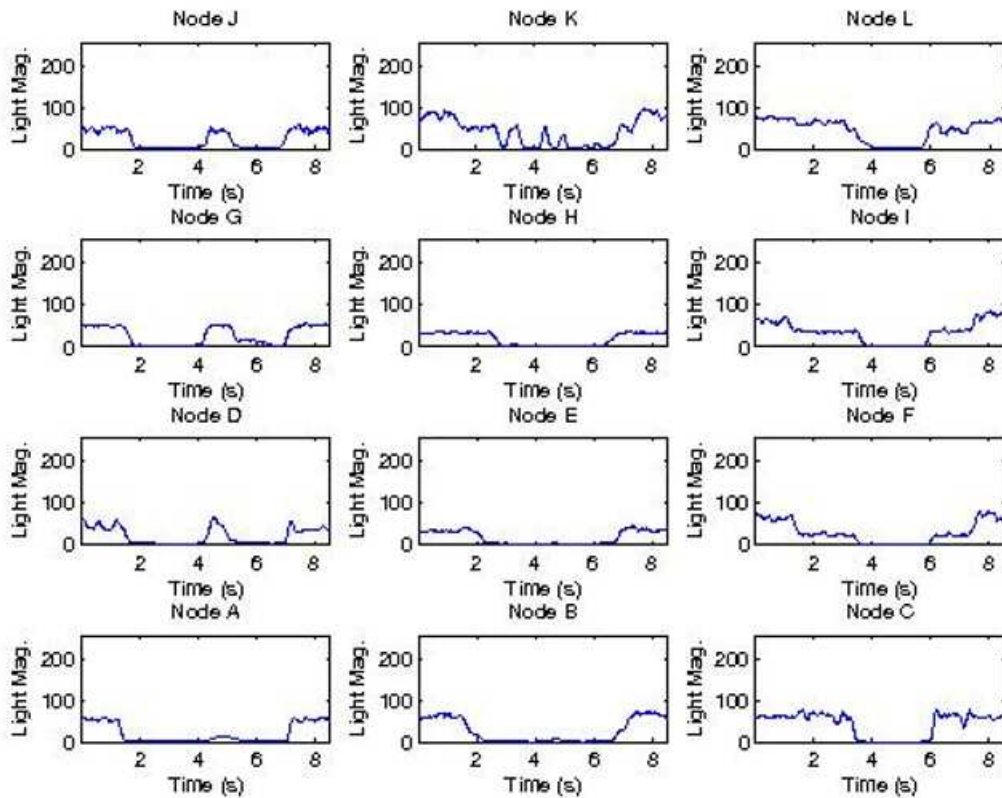 Node J Node K Node L
Light Mag. Light Mag. Light Mag.
200 200 200
100 100 100
0 0 0
2 4 6 8 2 4 6 8 2 4 6 8
Time (s) Time (s) Time (s)
Node G Node H Node I
Light Mag. Light Mag. Light Mag.
200 200 200
100 100 100
0 0 0
2 4 6 8 2 4 6 8 2 4 6 8
Time (s) Time (s) Time (s)
Node D Node E Node F
Light Mag. Light Mag. Light Mag.
200 200 200
100 100 100
0 0 0
2 4 6 8 2 4 6 8 2 4 6 8
Time (s) Time (s) Time (s)
Node A Node B Node C
Light Mag. Light Mag. Light Mag.
200 200 200
100 100 100
0 0 0
2 4 6 8 2 4 6 8 2 4 6 8
Time (s) Time (s) Time (s)